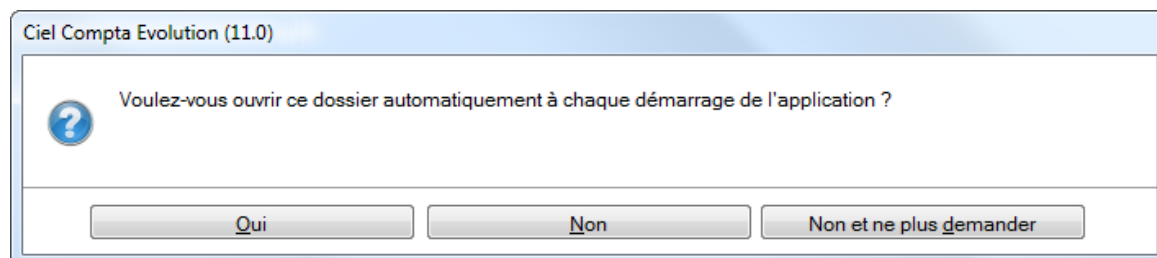 Ciel Compta Evolution (11.0)
Voulez-vous ouvrir ce dossier automatiquement à chaque démarrage de l'application ?
Oui
Non
Non et ne plus demander